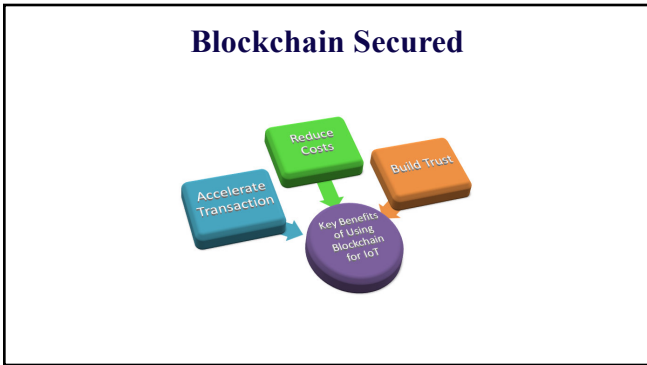 Blockchain Secured
Reduce
Costs
Build Trust
Accelerate
Transaction
Key Benefits
of Using
Blockchain
for IoT